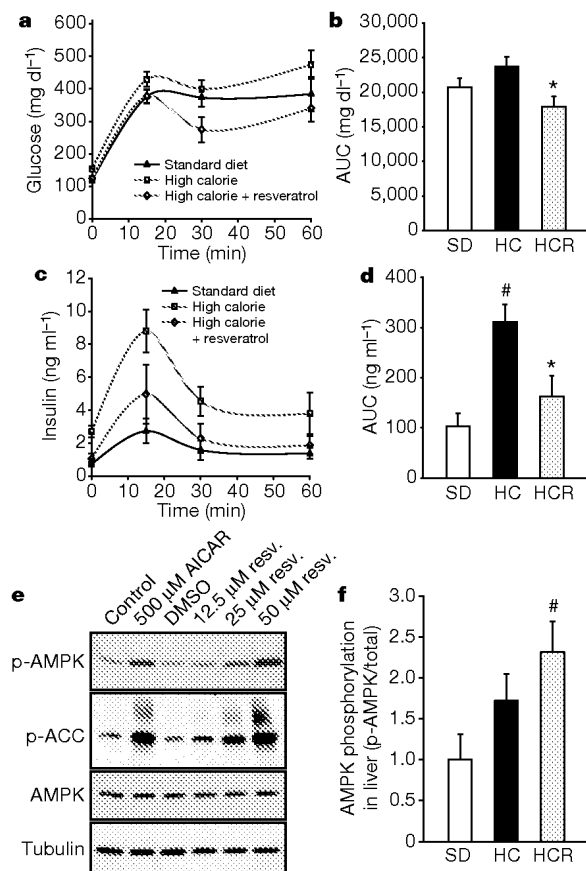 a
Glucose (mg dl⁻¹)
600
500
400
300
200
100
0
Standard diet
High calorie
High calorie + resveratrol
0 10 20 30 40 50 60
Time (min)
b
AUC (mg dl⁻¹)
30,000
25,000
20,000
15,000
10,000
5,000
0
*
SD HC HCR
c
Insulin (ng ml⁻¹)
12
10
8
6
4
2
0
Standard diet
High calorie
High calorie
+ resveratrol
0 10 20 30 40 50 60
Time (min)
d
AUC (ng ml⁻¹)
400
300
200
100
0
#
*
SD HC HCR
e
Control
500 μM AICAR
DMSO
12.5 μM resv.
25 μM resv.
50 μM resv.
p-AMPK
p-ACC
AMPK
Tubulin
f
AMPK phosphorylation
in liver (p-AMPK/total)
3.0
2.5
2.0
1.5
1.0
0.5
0
#
SD HC HCR